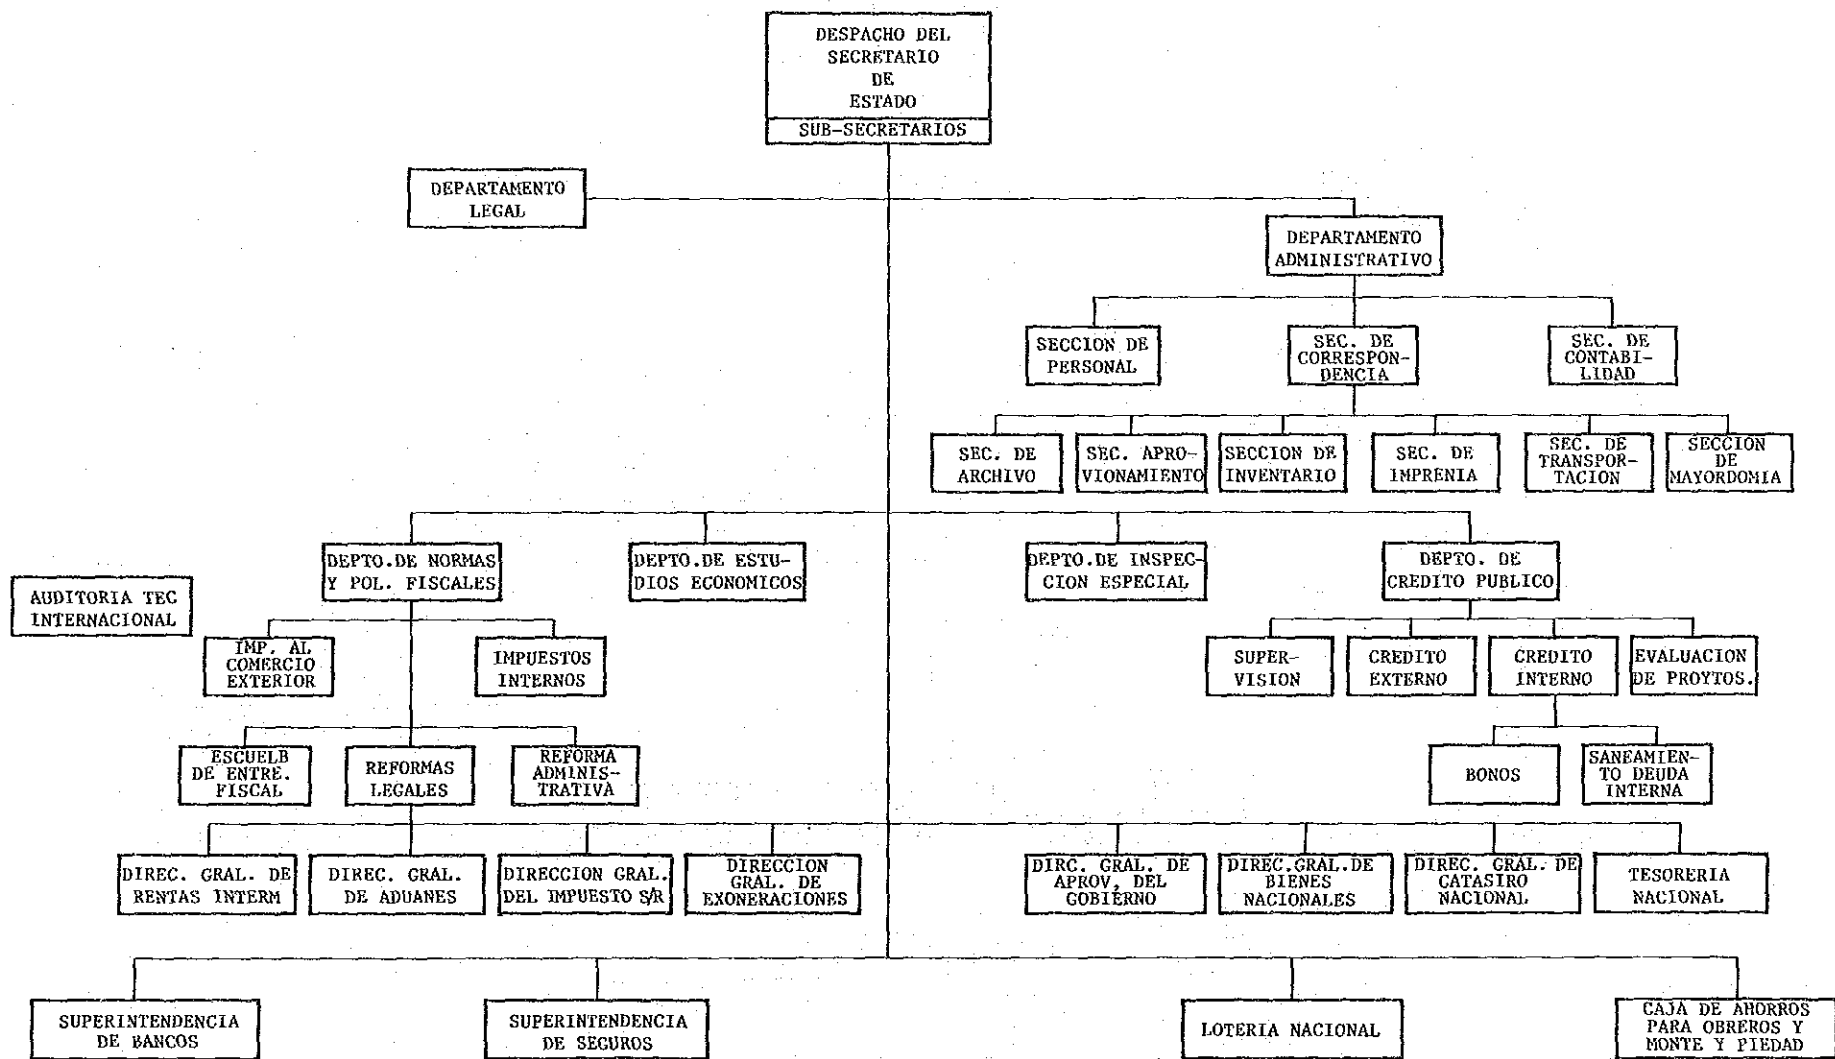 DESPACHO DEL
SECRETARIO
DE
ESTADO
SUB-SECRETARIOS
DEPARTAMENTO
LEGAL
DEPARTAMENTO
ADMINISTRATIVO
SECCION DE
PERSONAL
SEC. DE
CORRESPON-
DENCIA
SEC. DE
CONTABI-
LIDAD
SEC. DE
ARCHIVO
SEC. APRO-
VIONAMIENTO
SECCION DE
INVENTARIO
SEC. DE
IMPRENIA
SEC. DE
TRANSPOR-
TACION
SECCION
DE
MAYORDOMIA
DEPTO.DE NORMAS
Y POL. FISCALES
DEPTO.DE ESTU-
DIOS ECONOMICOS
DEPTO.DE INSPEC-
CION ESPECIAL
DEPTO. DE
CREDITO PUBLICO
AUDITORIA TEC
INTERNACIONAL
IMP. AL
COMERCIO
EXTERIOR
IMPUESTOS
INTERNOS
SUPER-
VISION
CREDITO
EXTERNO
CREDITO
INTERNO
EVALUACION
DE PROYTOS.
ESCUELB
DE ENTRE.
FISCAL
REFORMAS
LEGALES
REFORMA
ADMINIS-
TRATIVA
BONOS
SANEAMIEN-
TO DEUDA
INTERNA
DIREC. GRAL. DE
RENTAS INTERM
DIREC. GRAL.
DE ADUANES
DIRECCION GRAL.
DEL IMPUESTO S/R
DIRECCION
GRAL. DE
EXONERACIONES
DIRC. GRAL. DE
APROV, DEL
GOBIERNO
DIREC.GRAL.DE
BIENES
NACIONALES
DIREC. GRAL. DE
CATASIRO
NACIONAL
TESORERIA
NACIONAL
SUPERINTENDENCIA
DE BANCOS
SUPERINTENDENCIA
DE SEGUROS
LOTERIA NACIONAL
CAJA DE AHORROS
PARA OBREROS Y
MONTE Y PIEDAD